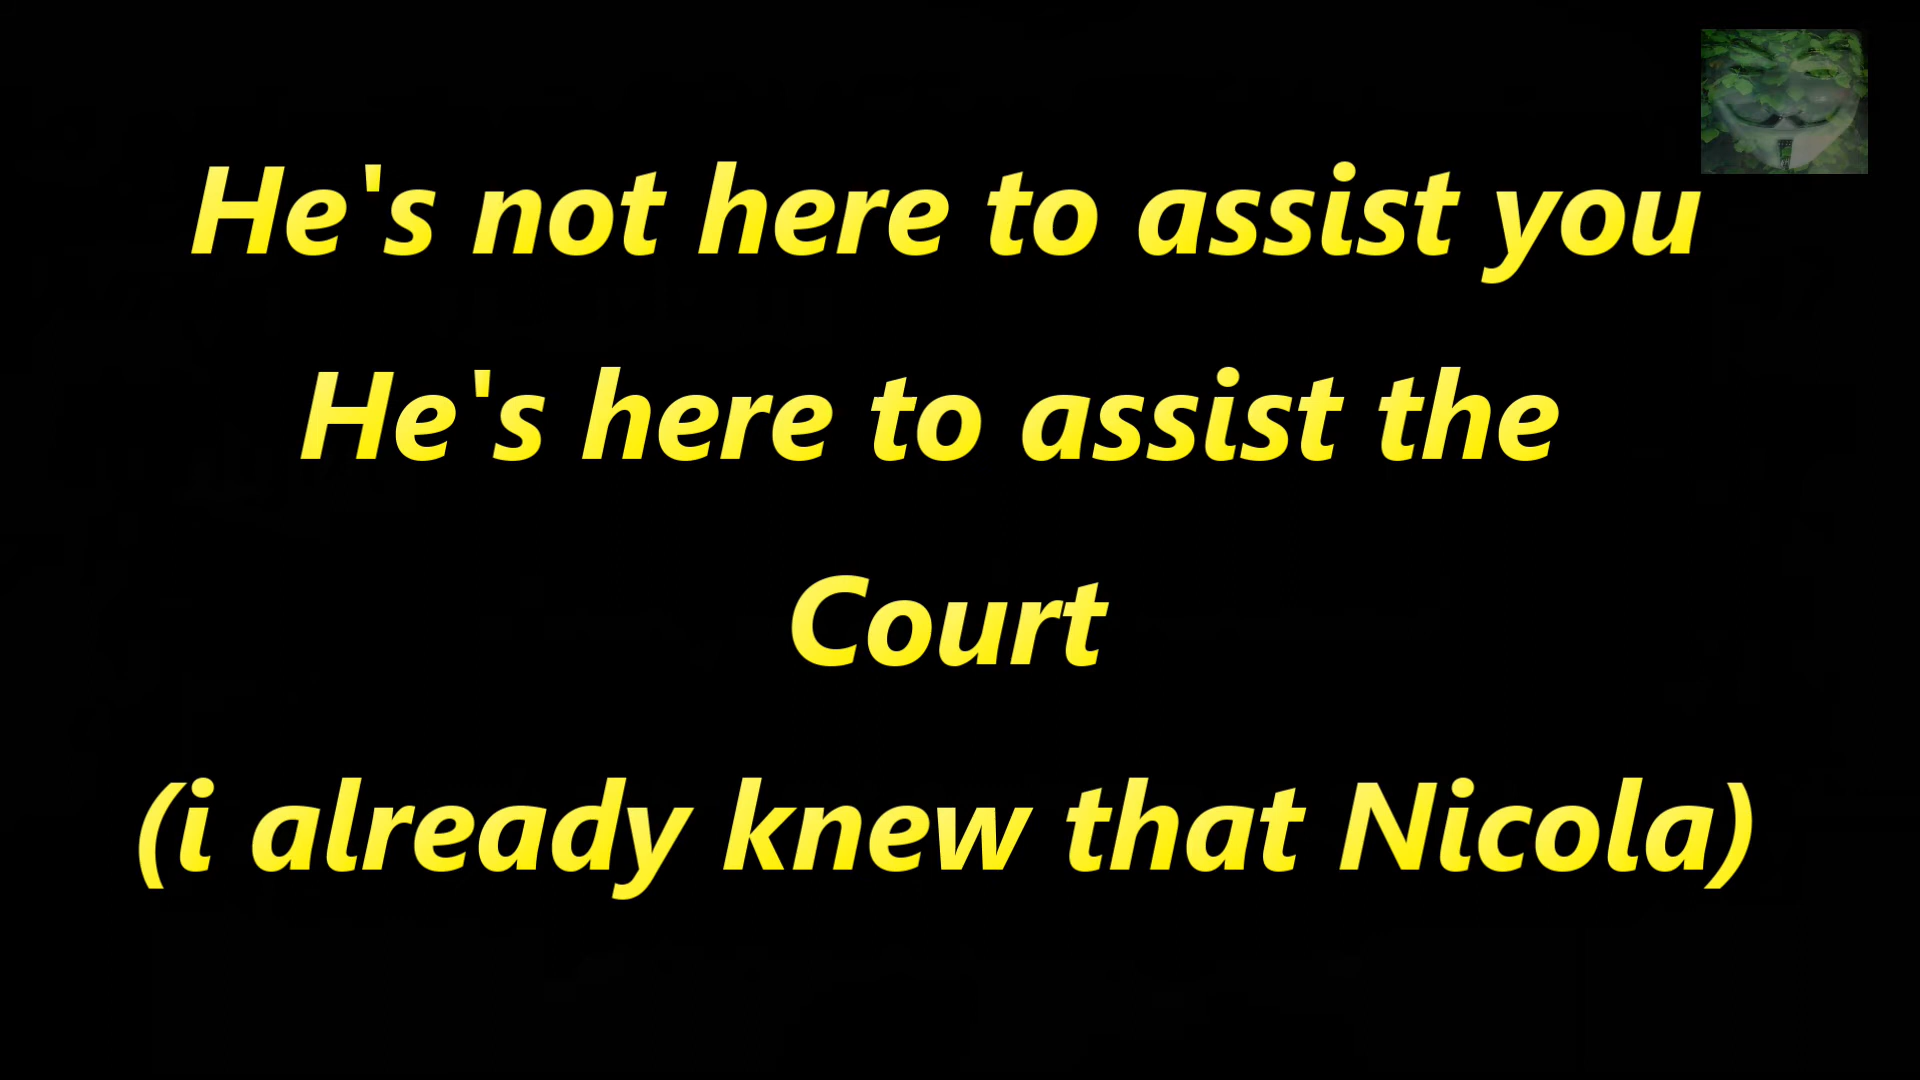 He's not here to assist you
He's here to assist the
Court
(i already knew that Nicola)